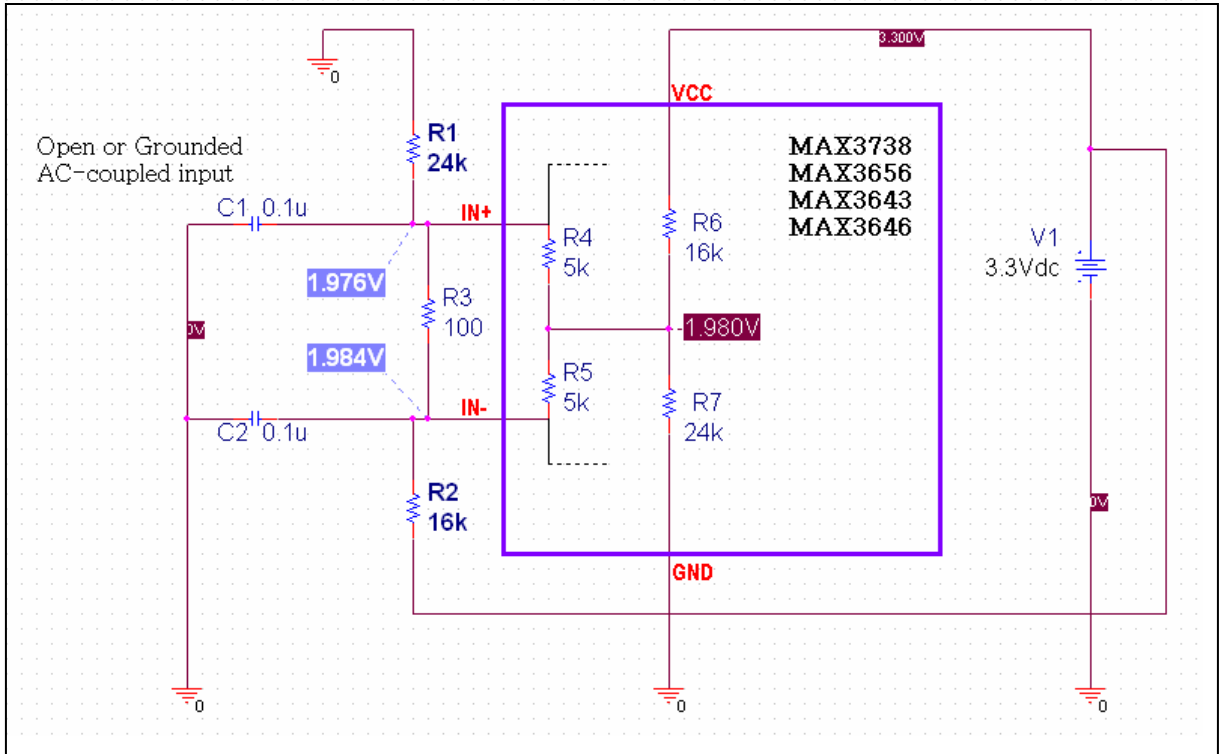 3.300V
0
VCC
R1
24k
MAX3738
MAX3656
MAX3643
MAX3646
Open or Grounded
AC-coupled input
C1 0.1u
IN+
R4
5k
R6
16k
V1
3.3Vdc
1.976V
R3
100
1.980V
0V
1.984V
R5
5k
R7
24k
IN-
C2 0.1u
R2
16k
0V
GND
0
0
0